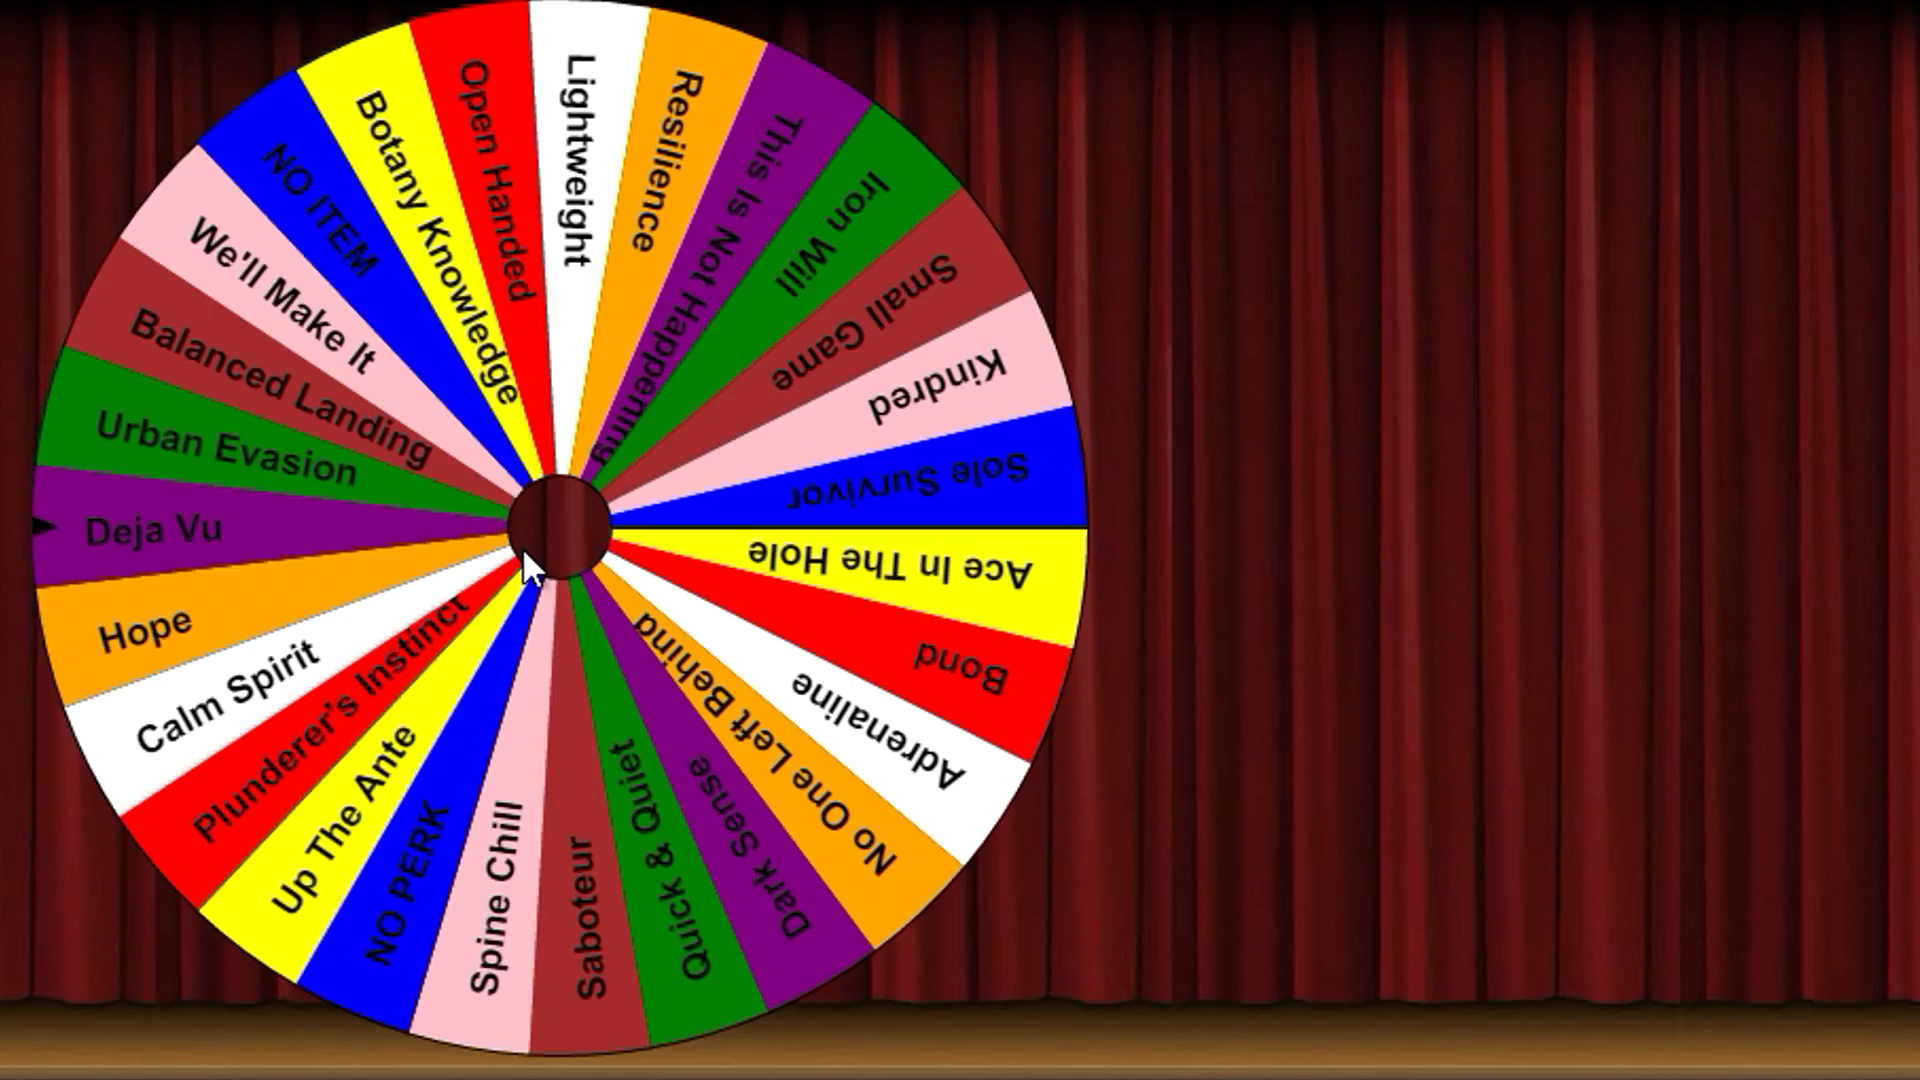 Lightweight
Resilience
This Is Not Happening
Iron Will
Small Game
Kindred
Sole Survivor
Ace In The Hole
Bond
Adrenaline
No One Left Behind
Dark Sense
Quick & Quiet
Saboteur
Spine Chill
NO PERK
Up The Ante
Plunderer's Instinct
Calm Spirit
Hope
Deja Vu
Urban Evasion
Balanced Landing
We'll Make It
NO ITEM
Botany Knowledge
Open Handed